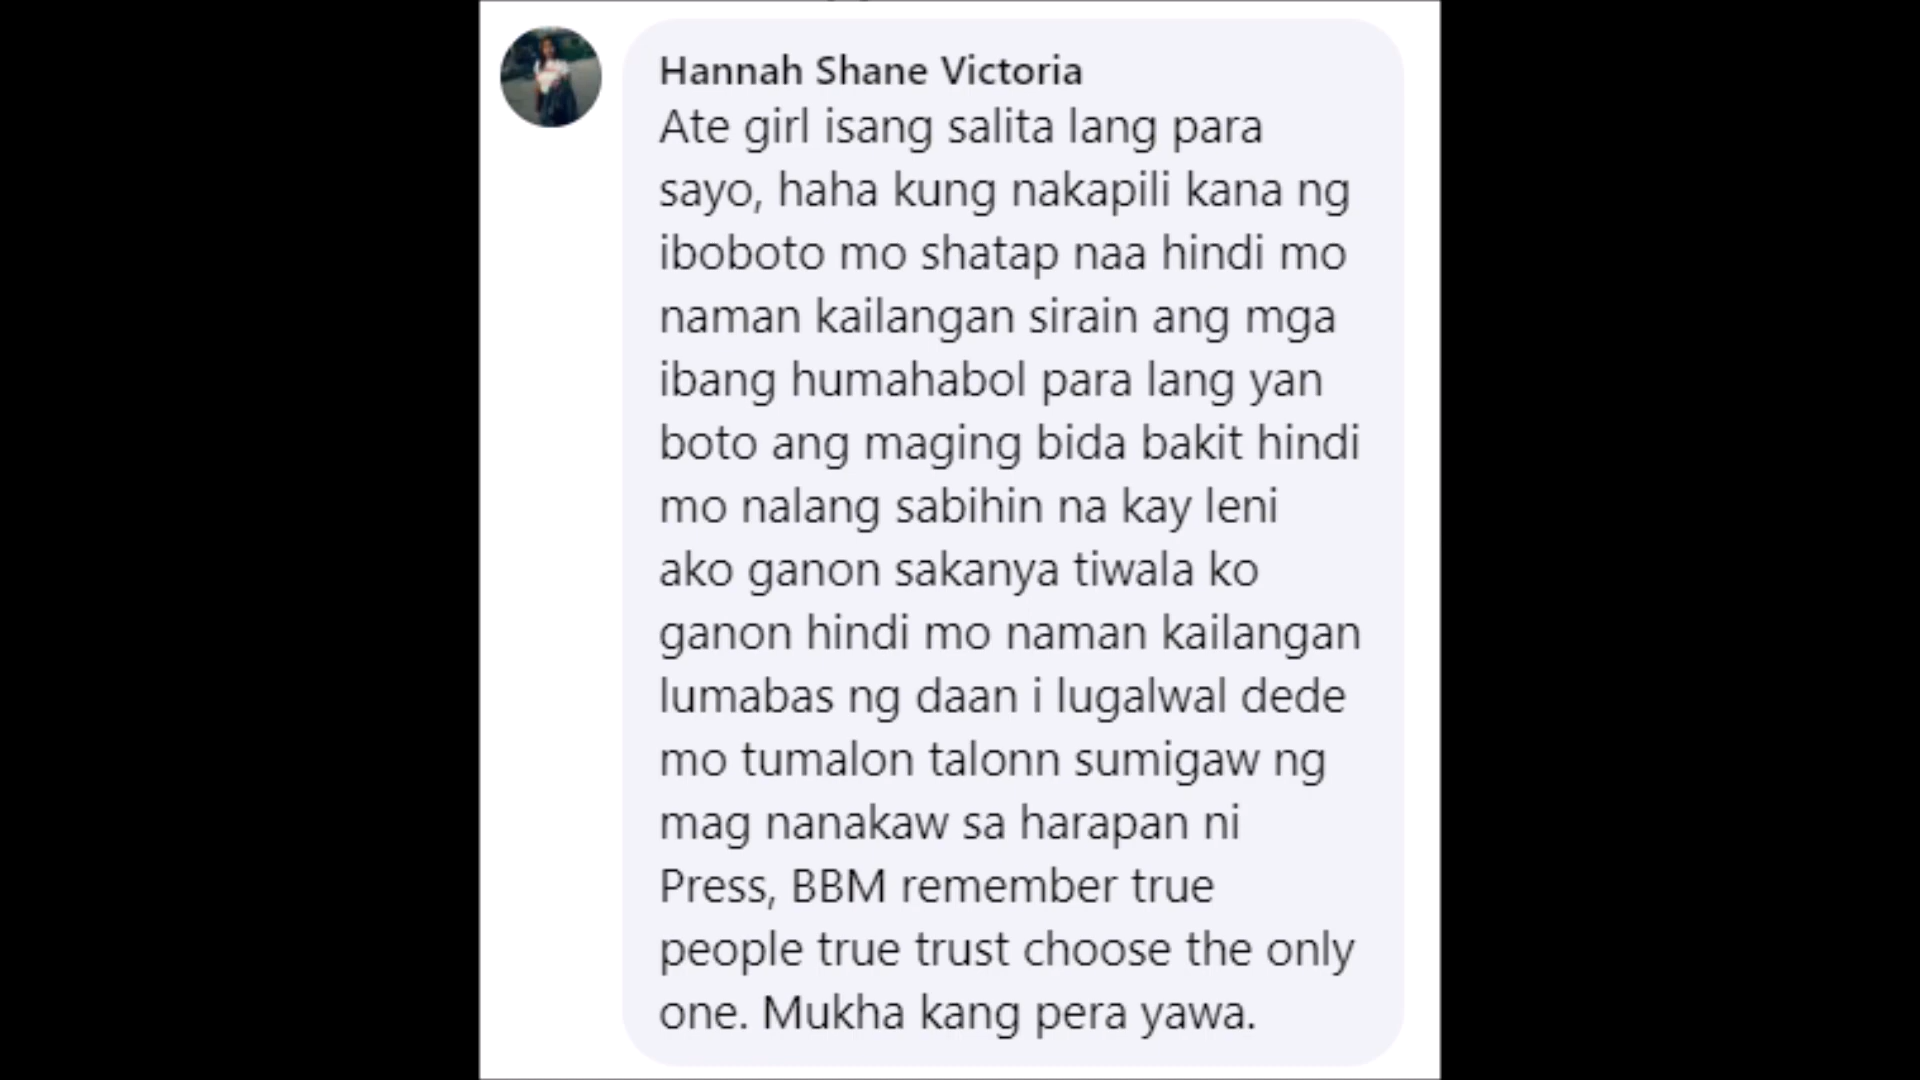 Hannah Shane Victoria
Ate girl isang salita lang para
sayo, haha kung nakapili kana ng
iboboto mo shatap naa hindi mo
naman kailangan sirain ang mga
ibang humahabol para lang yan
boto ang maging bida bakit hindi
mo nalang sabihin na kay leni
ako ganon sakanya tiwala ko
ganon hindi mo naman kailangan
lumabas ng daan i lugalwal dede
mo tumalon talonn sumigaw ng
mag nanakaw sa harapan ni
Press, BBM remember true
people true trust choose the only
one. Mukha kang pera yawa.